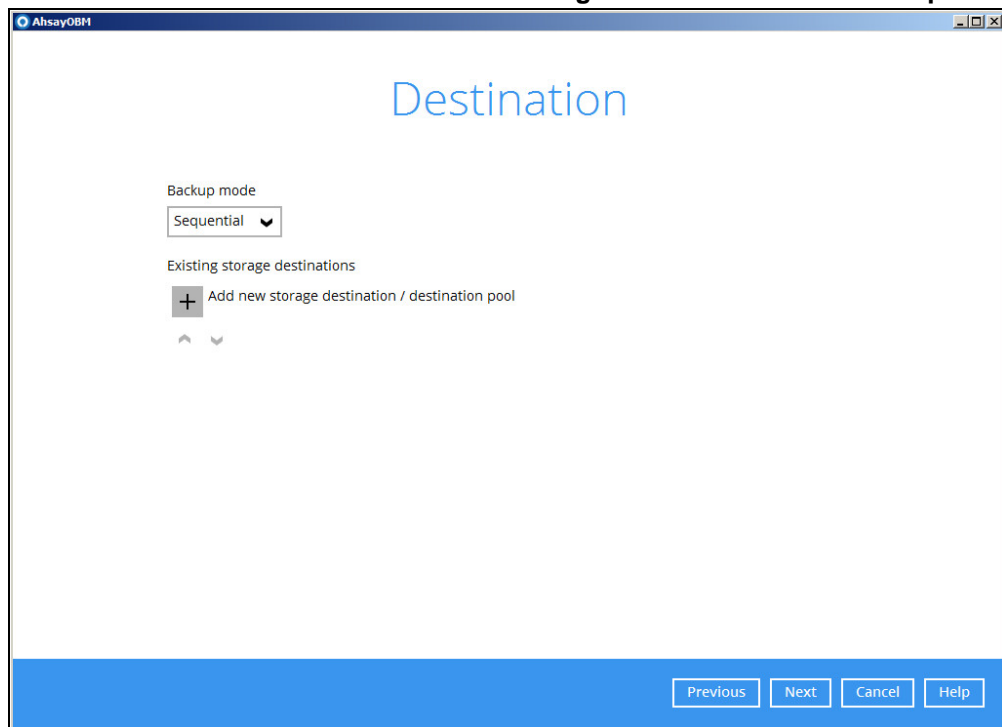 AhsayOBM
Destination
Backup mode
Sequential
Existing storage destinations
Add new storage destination / destination pool
Previous Next Cancel Help